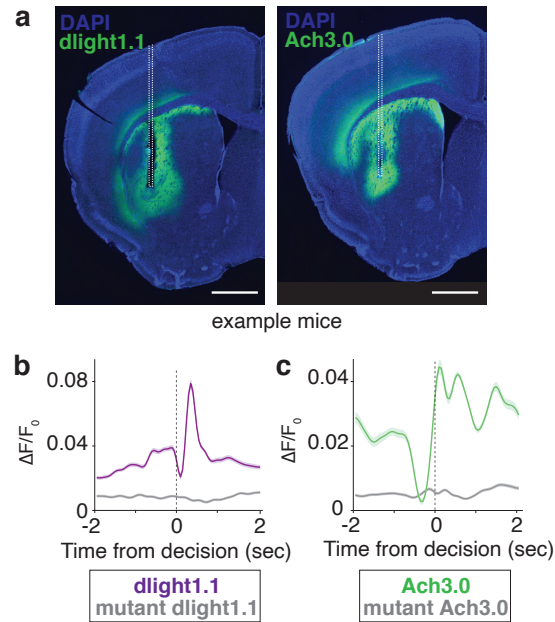 a
DAPI
dlight1.1
DAPI
Ach3.0
example mice
b
ΔF/F0
0.08
0.04
0
-2 -1 0 1 2
Time from decision (sec)
dlight1.1
mutant dlight1.1
c
ΔF/F0
0.04
0.02
0
-2 -1 0 1 2
Time from decision (sec)
Ach3.0
mutant Ach3.0